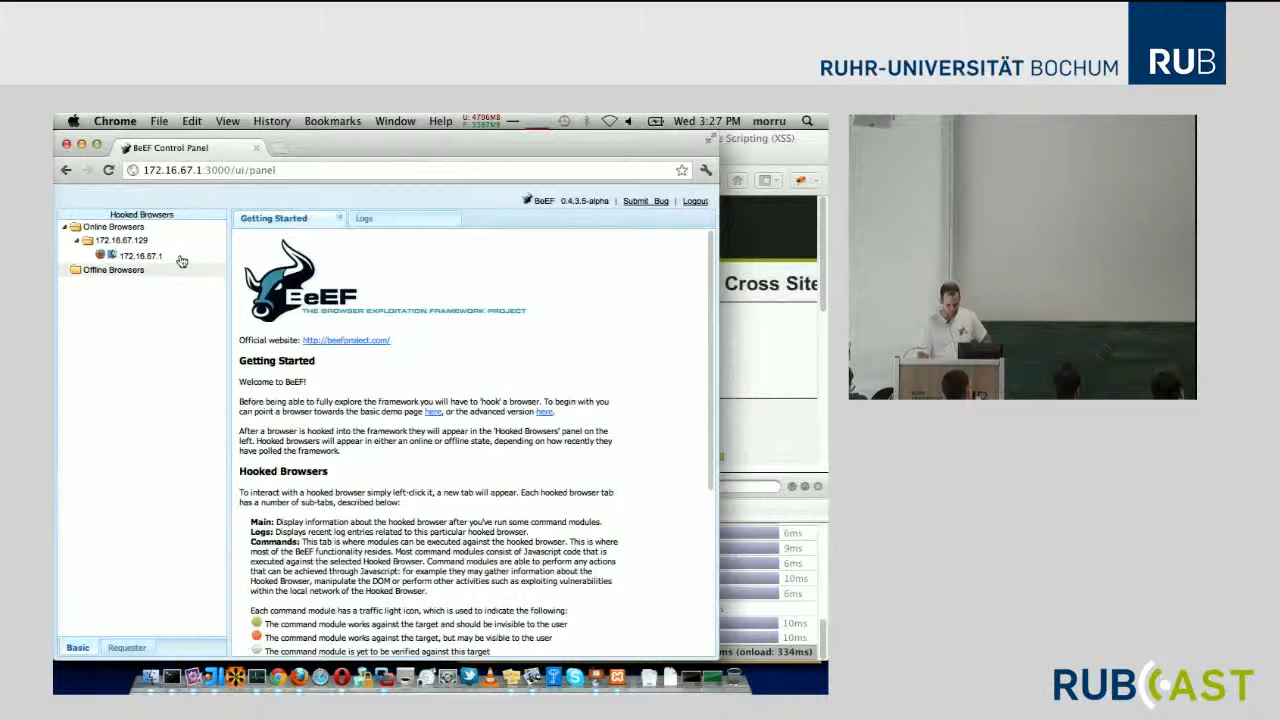 RUHR-UNIVERSITÄT BOCHUM
RUB
Chrome File Edit View History Bookmarks Window Help U: 4796MB F: 3387MB Wed 3:27 PM morru
BeEF Control Panel
e Scripting (XSS)
172.16.67.1:3000/ui/panel
BeEF 0.4.3.5-alpha | Submit Bug | Logout
Hooked Browsers
Getting Started
Logs
Online Browsers
172.16.67.129
172.16.67.1
Offline Browsers
Cross Site
BeEF
THE BROWSER EXPLOITATION FRAMEWORK PROJECT
Official website: http://beefproject.com/
Getting Started
Welcome to BeEF!
Before being able to fully explore the framework you will have to 'hook' a browser. To begin with you
can point a browser towards the basic demo page here, or the advanced version here.
After a browser is hooked into the framework they will appear in the 'Hooked Browsers' panel on the
left. Hooked browsers will appear in either an online or offline state, depending on how recently they
have polled the framework.
Hooked Browsers
To interact with a hooked browser simply left-click it, a new tab will appear. Each hooked browser tab
has a number of sub-tabs, described below:
Main: Display information about the hooked browser after you've run some command modules.
Logs: Displays recent log entries related to this particular hooked browser.
Commands: This tab is where modules can be executed against the hooked browser. This is where
most of the BeEF functionality resides. Most command modules consist of Javascript code that is
executed against the selected Hooked Browser. Command modules are able to perform any actions
that can be achieved through Javascript: for example they may gather information about the
Hooked Browser, manipulate the DOM or perform other activities such as exploiting vulnerabilities
within the local network of the Hooked Browser.
Each command module has a traffic light icon, which is used to indicate the following:
The command module works against the target and should be invisible to the user
The command module works against the target, but may be visible to the user
The command module is yet to be verified against this target
6ms
9ms
6ms
10ms
6ms
s
10ms
10ms
ms (onload: 334ms)
Basic
Requester
RUBCAST